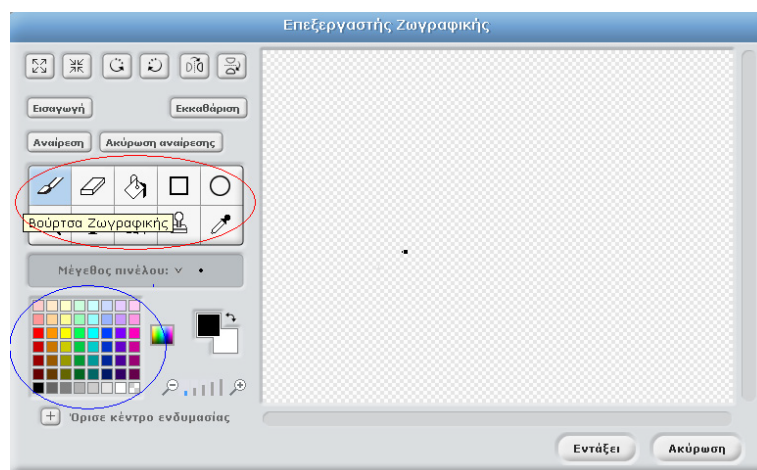 Επεξεργαστής Ζωγραφικής
Εισαγωγή Εκκαθάριση
Αναίρεση Ακύρωση αναίρεσης
Βούρτσα Ζωγραφικής
Μέγεθος πινέλου:
Όρισε κέντρο ενδυμασίας
Εντάξει Ακύρωση